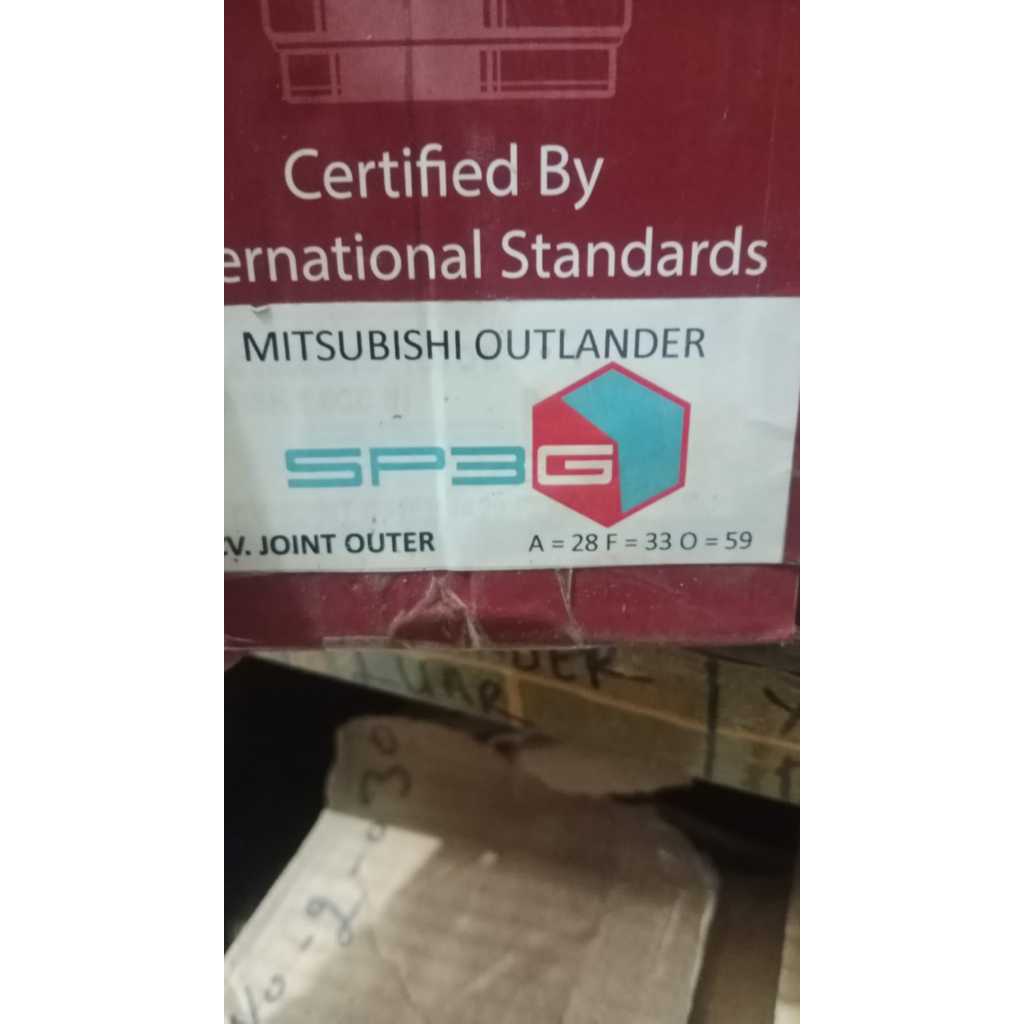 Certified By
ernational Standards
MITSUBISHI OUTLANDER
SP3G
V. JOINT OUTER A = 28 F = 33 O = 59